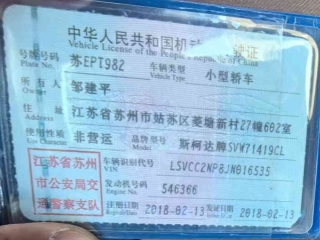 中华人民共和国机动 驶证
Vehicle License of the People's Republic of China
号牌号码 苏EPT982 车辆类型 小型轿车
Plate No. Vehicle Type
所有人 邹建平
Owner
住址 江苏省苏州市姑苏区菱塘新村27幢602室
Address
使用性质 非营运 品牌型号 斯柯达牌SVW71419CL
Use Character Model
江苏省苏州 车辆识别代号 LSVCC2NP8JN016535
VIN
市公安局交 发动机号码 546366
Engine No.
通警察支队 注册日期 2018-02-13 发证日期 2018-02-13
Register Date Issue Date